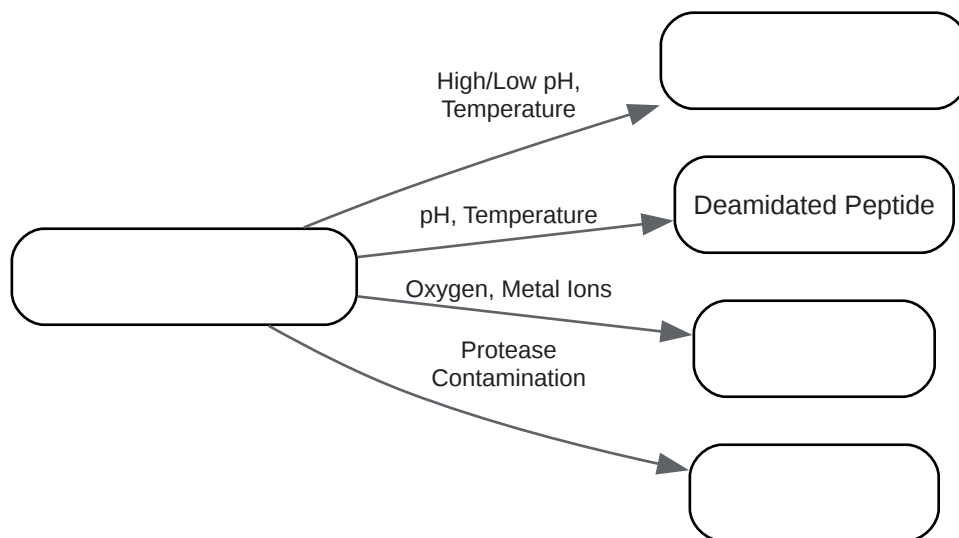 High/Low pH,
Temperature
Deamidated Peptide
pH, Temperature
Oxygen, Metal Ions
Protease
Contamination